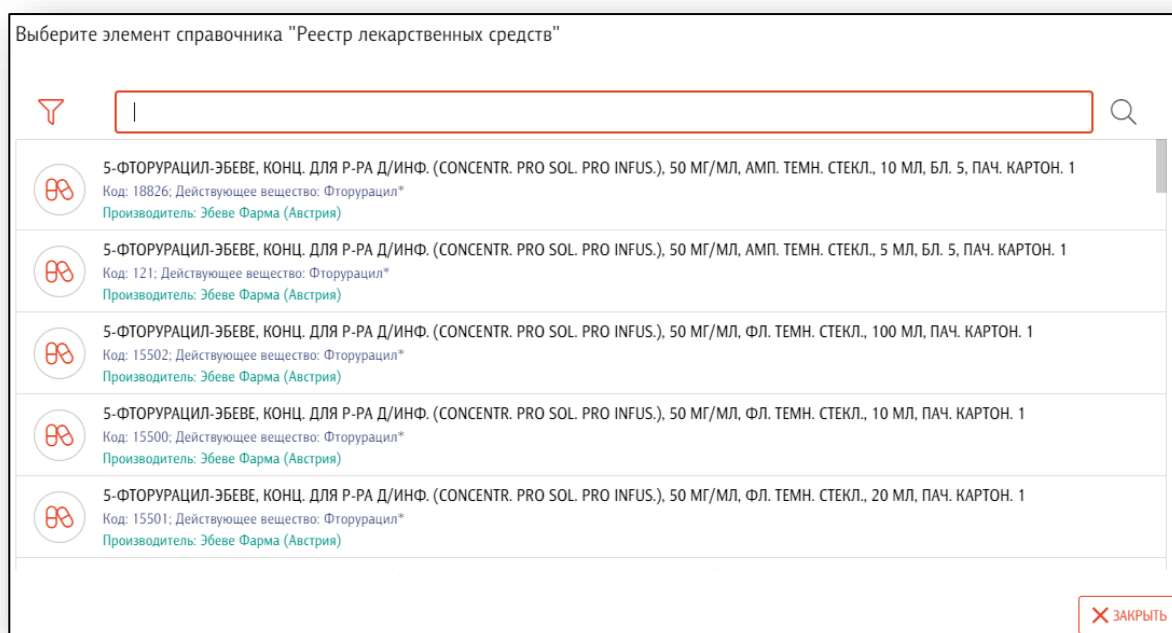 Выберите элемент справочника "Реестр лекарственных средств"
5-ФТОРУРАЦИЛ-ЭБЕВЕ, КОНЦ. ДЛЯ Р-РА Д/ИНФ. (CONCENTR. PRO SOL. PRO INFUS.), 50 МГ/МЛ, АМП. ТЕМН. СТЕКЛ., 10 МЛ, БЛ. 5, ПАЧ. КАРТОН. 1
Код: 18826; Действующее вещество: Фторурацил*
Производитель: Эбеве Фарма (Австрия)
5-ФТОРУРАЦИЛ-ЭБЕВЕ, КОНЦ. ДЛЯ Р-РА Д/ИНФ. (CONCENTR. PRO SOL. PRO INFUS.), 50 МГ/МЛ, АМП. ТЕМН. СТЕКЛ., 5 МЛ, БЛ. 5, ПАЧ. КАРТОН. 1
Код: 121; Действующее вещество: Фторурацил*
Производитель: Эбеве Фарма (Австрия)
5-ФТОРУРАЦИЛ-ЭБЕВЕ, КОНЦ. ДЛЯ Р-РА Д/ИНФ. (CONCENTR. PRO SOL. PRO INFUS.), 50 МГ/МЛ, ФЛ. ТЕМН. СТЕКЛ., 100 МЛ, ПАЧ. КАРТОН. 1
Код: 15502; Действующее вещество: Фторурацил*
Производитель: Эбеве Фарма (Австрия)
5-ФТОРУРАЦИЛ-ЭБЕВЕ, КОНЦ. ДЛЯ Р-РА Д/ИНФ. (CONCENTR. PRO SOL. PRO INFUS.), 50 МГ/МЛ, ФЛ. ТЕМН. СТЕКЛ., 10 МЛ, ПАЧ. КАРТОН. 1
Код: 15500; Действующее вещество: Фторурацил*
Производитель: Эбеве Фарма (Австрия)
5-ФТОРУРАЦИЛ-ЭБЕВЕ, КОНЦ. ДЛЯ Р-РА Д/ИНФ. (CONCENTR. PRO SOL. PRO INFUS.), 50 МГ/МЛ, ФЛ. ТЕМН. СТЕКЛ., 20 МЛ, ПАЧ. КАРТОН. 1
Код: 15501; Действующее вещество: Фторурацил*
Производитель: Эбеве Фарма (Австрия)
ЗАКРЫТЬ